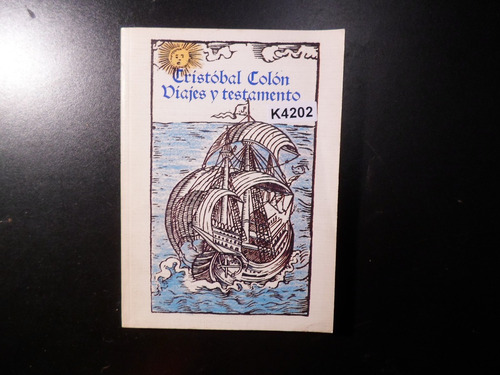 Cristóbal Colón
Viajes y testamento
K4202